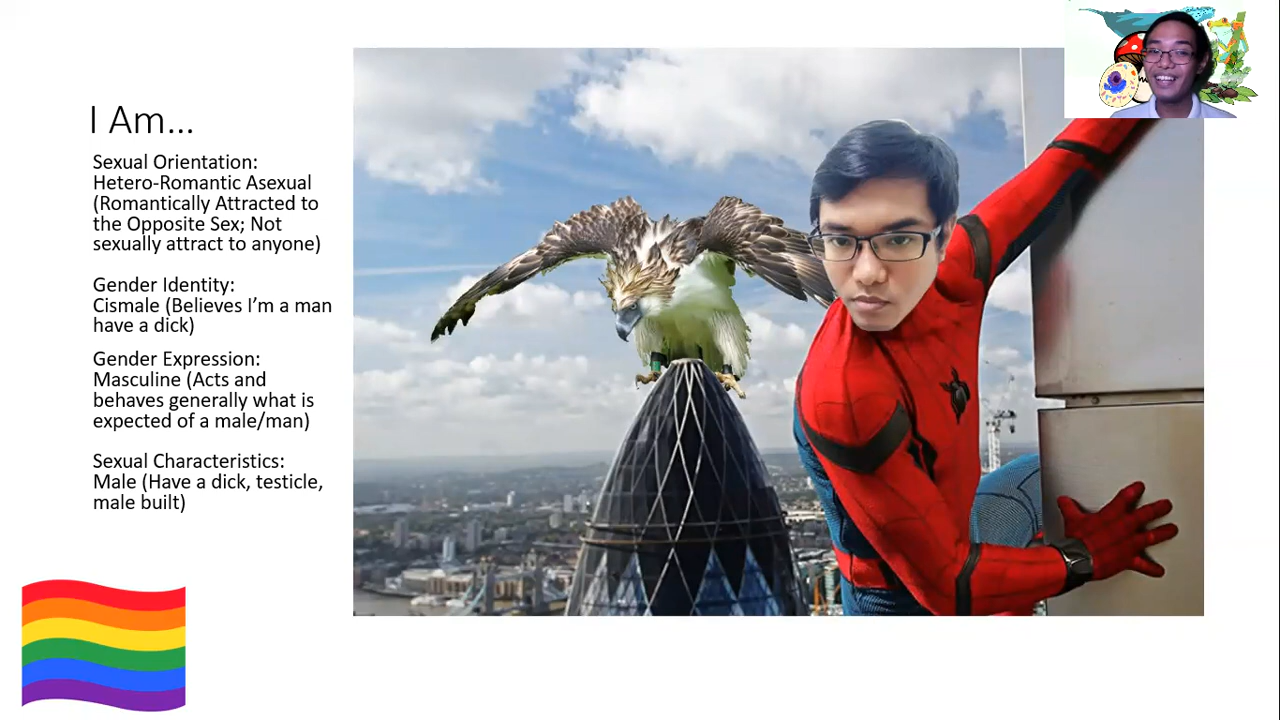 I Am...
Sexual Orientation:
Hetero-Romantic Asexual
(Romantically Attracted to
the Opposite Sex; Not
sexually attract to anyone)
Gender Identity:
Cismale (Believes I'm a man
have a dick)
Gender Expression:
Masculine (Acts and
behaves generally what is
expected of a male/man)
Sexual Characteristics:
Male (Have a dick, testicle,
male built)